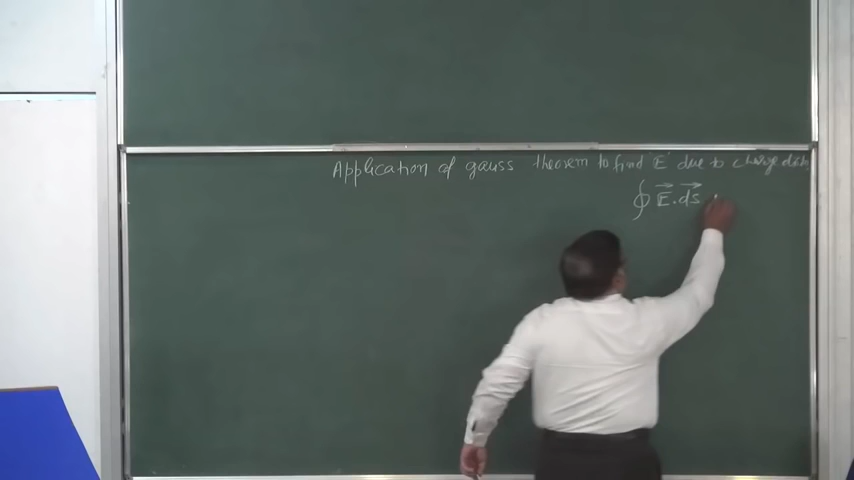 Application of gauss theorem to find 'E' due to charge distr
∮ E⃗.ds⃗